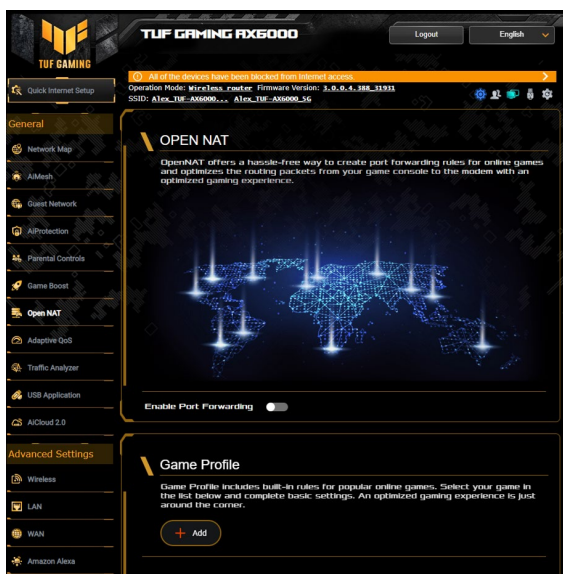 TUF GAMING AX6000
Logout
English
TUF GAMING
All of the devices have been blocked from Internet access.
Quick Internet Setup
Operation Mode: Wireless router Firmware Version: 3.0.0.4.388_31931
SSID: Alex_TUF-AX6000... Alex_TUF-AX6000_5G
General
Network Map
AiMesh
Guest Network
AiProtection
Parental Controls
Game Boost
Open NAT
Adaptive QoS
Traffic Analyzer
USB Application
AiCloud 2.0
Advanced Settings
Wireless
LAN
WAN
Amazon Alexa
OPEN NAT
OpenNAT offers a hassle-free way to create port forwarding rules for online games
and optimizes the routing packets from your game console to the modem with an
optimized gaming experience.
Enable Port Forwarding
Game Profile
Game Profile includes built-in rules for popular online games. Select your game in
the list below and complete basic settings. An optimized gaming experience is just
around the corner.
Add